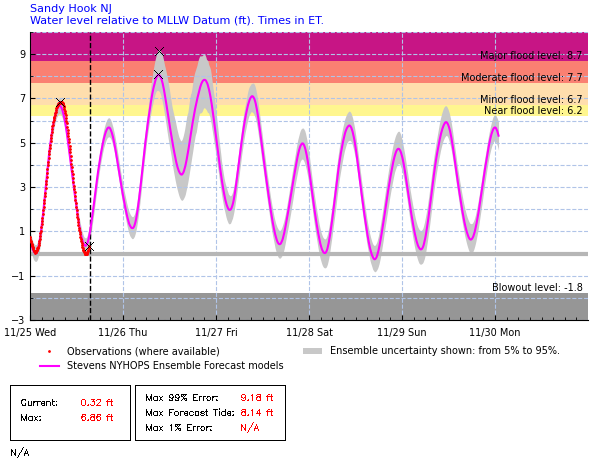 Sandy Hook NJ
Water level relative to MLLW Datum (ft). Times in ET.
9
Major flood level: 8.7
Moderate flood level: 7.7
7
Minor flood level: 6.7
Near flood level: 6.2
5
3
1
−1
Blowout level: -1.8
−3
11/25 Wed 11/26 Thu 11/27 Fri 11/28 Sat 11/29 Sun 11/30 Mon
Observations (where available) Ensemble uncertainty shown: from 5% to 95%.
Stevens NYHOPS Ensemble Forecast models
Current: 0.32 ft
Max: 6.86 ft
Max 99% Error: 9.18 ft
Max Forecast Tide: 8.14 ft
Max 1% Error: N/A
N/A